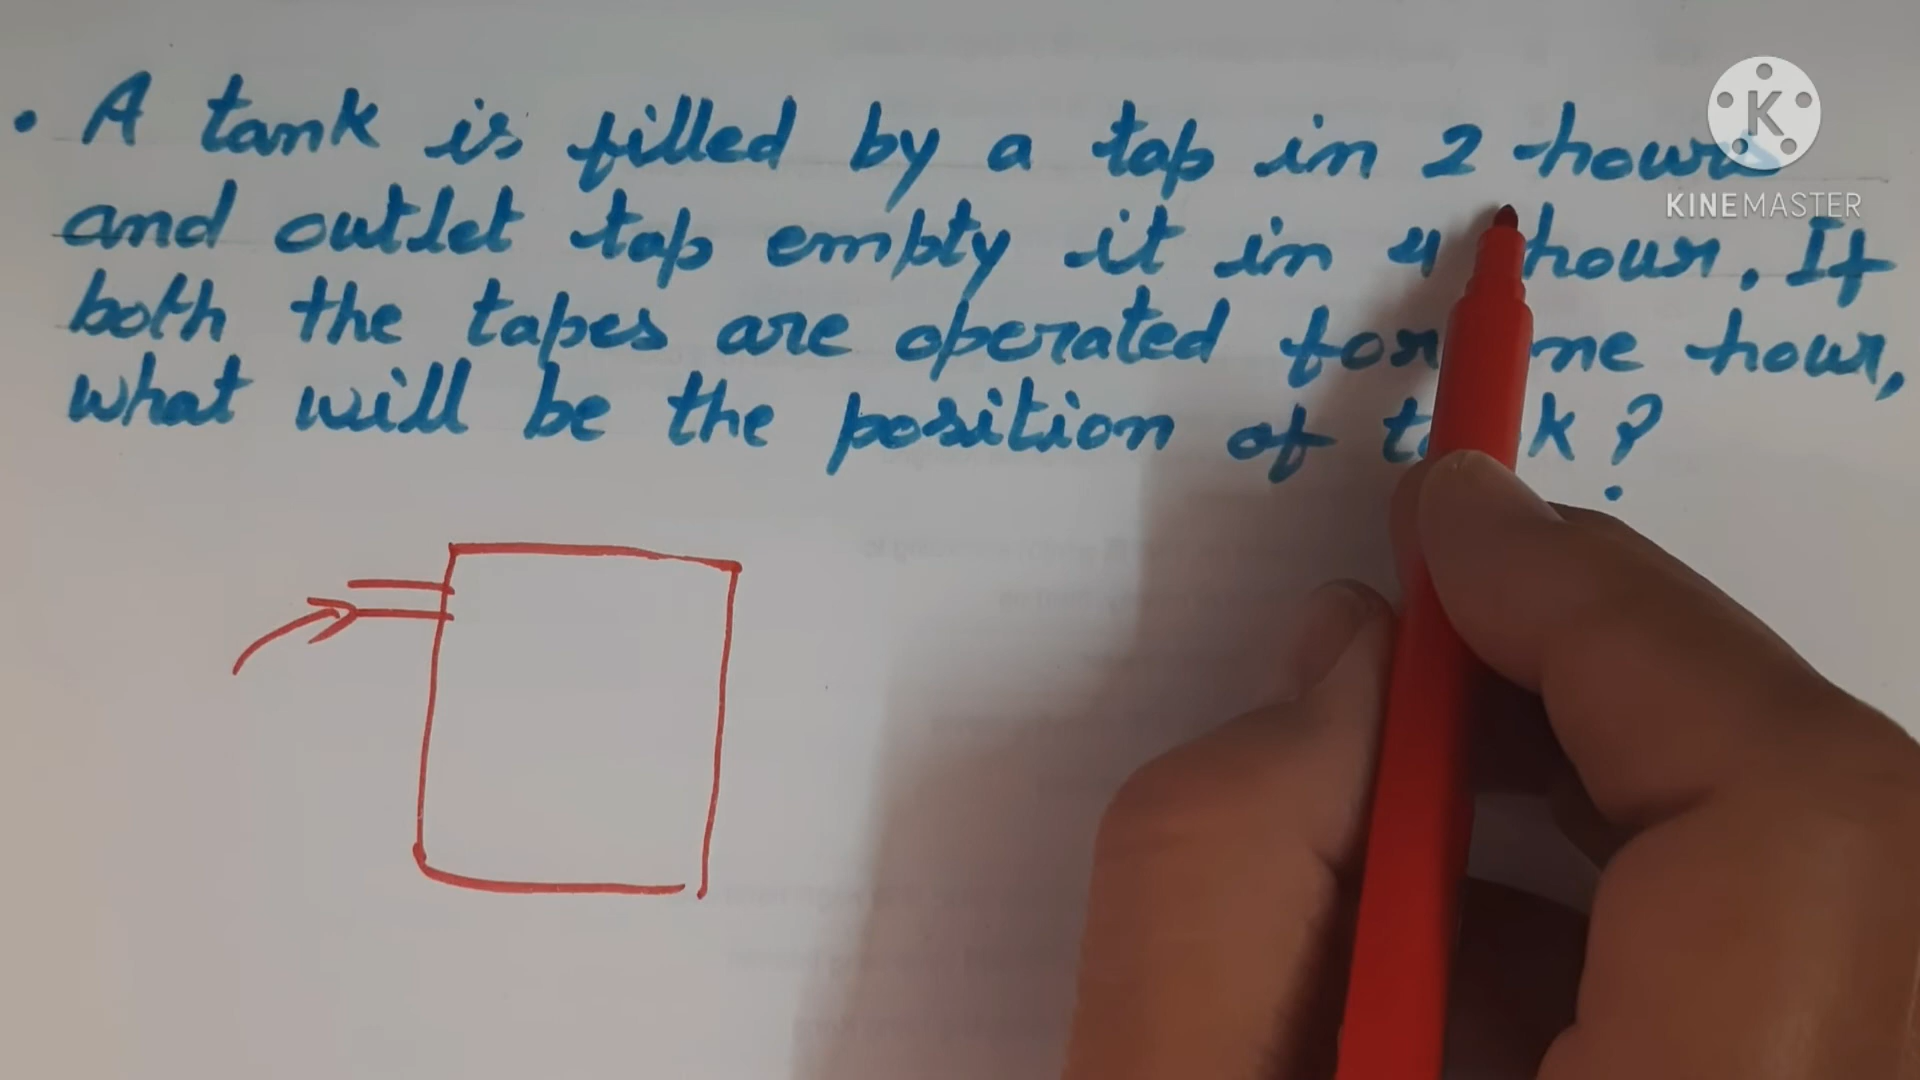 . A tank is filled by a tap in 2 hours
and outlet tap empty it in 4 hour. If
both the tapes are operated for hour,
what will be the position of ?
K
KINEMASTER